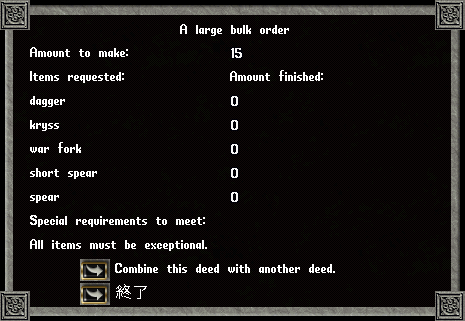 A large bulk order
Amount to make: 15
Items requested: Amount finished:
dagger 0
kryss 0
war fork 0
short spear 0
spear 0
Special requirements to meet:
All items must be exceptional.
Combine this deed with another deed.
終了